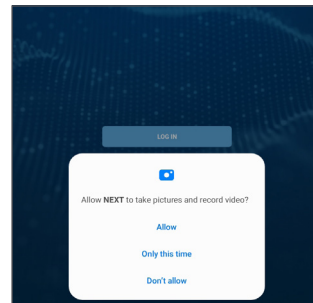 LOG IN
Allow NEXT to take pictures and record video?
Allow
Only this time
Don't allow